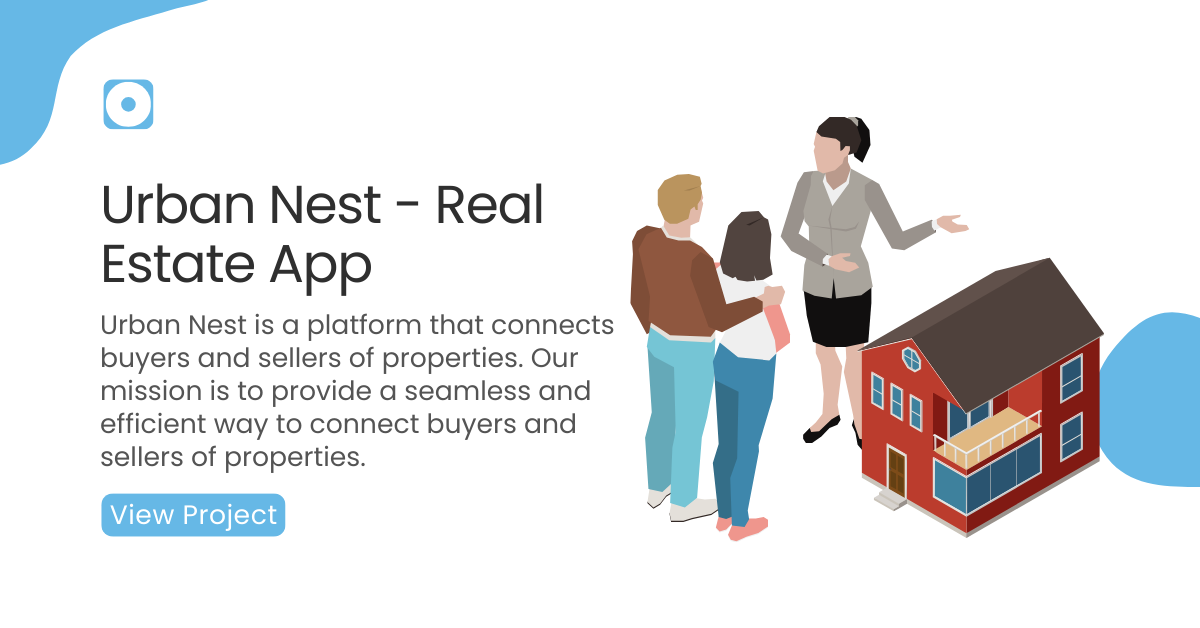 Urban Nest - Real
Estate App
Urban Nest is a platform that connects
buyers and sellers of properties. Our
mission is to provide a seamless and
efficient way to connect buyers and
sellers of properties.
View Project